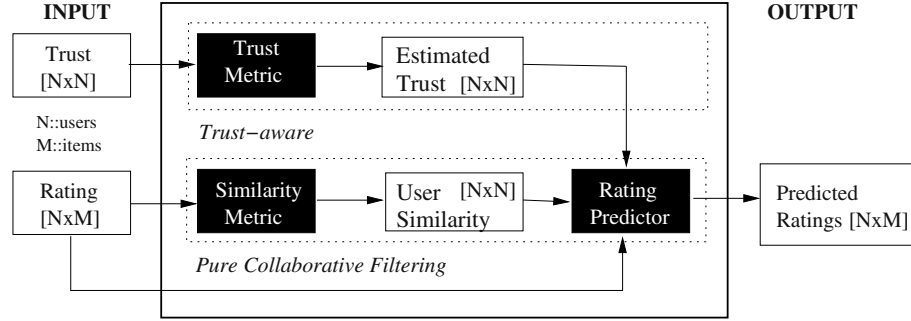 INPUT
OUTPUT
Trust
[NxN]
Trust
Metric
Estimated
Trust [NxN]
N::users
M::items
Trust−aware
Rating
[NxM]
Similarity
Metric
User [NxN]
Similarity
Rating
Predictor
Predicted
Ratings [NxM]
Pure Collaborative Filtering